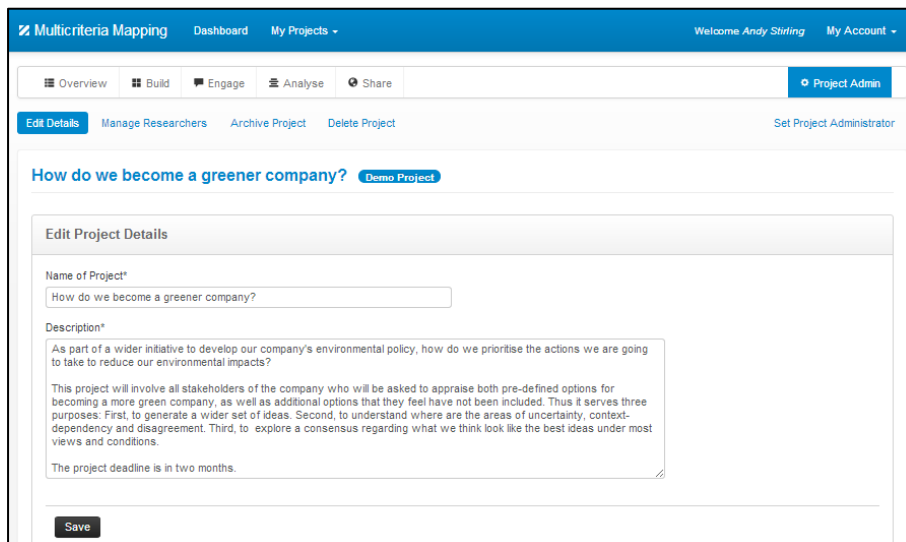 Multicriteria Mapping Dashboard My Projects Welcome Andy Stirling My Account
Overview Build Engage Analyse Share Project Admin
Edit Details Manage Researchers Archive Project Delete Project Set Project Administrator
How do we become a greener company? Demo Project
Edit Project Details
Name of Project*
How do we become a greener company?
Description*
As part of a wider initiative to develop our company's environmental policy, how do we prioritise the actions we are going
to take to reduce our environmental impacts?
This project will involve all stakeholders of the company who will be asked to appraise both pre-defined options for
becoming a more green company, as well as additional options that they feel have not been included. Thus it serves three
purposes: First, to generate a wider set of ideas. Second, to understand where are the areas of uncertainty, context-
dependency and disagreement. Third, to explore a consensus regarding what we think look like the best ideas under most
views and conditions.
The project deadline is in two months.
Save